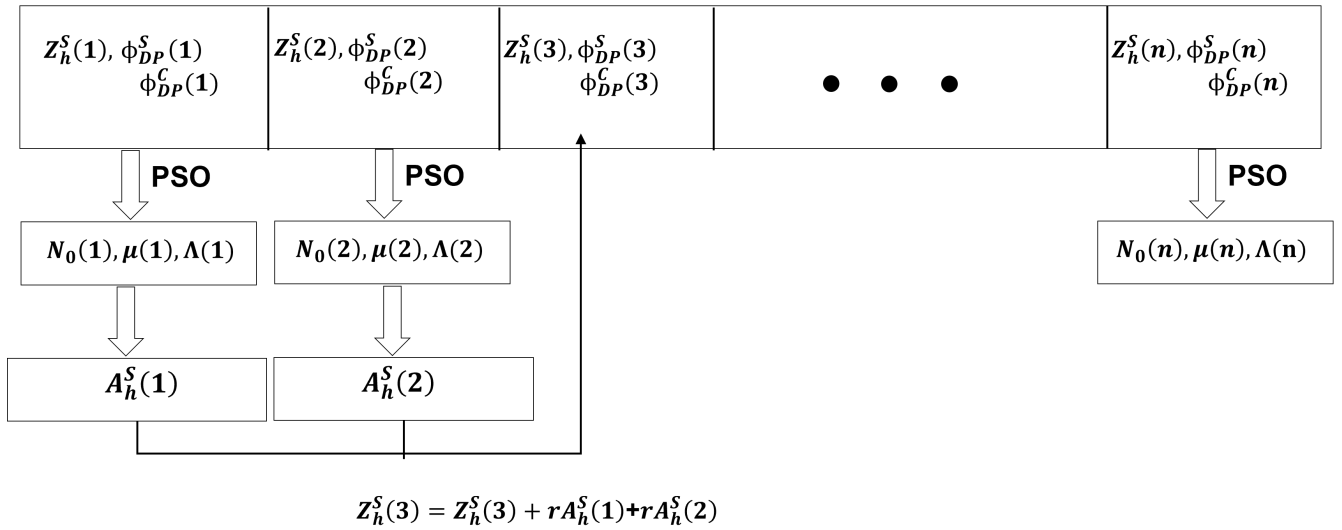 Z_h^S(1), ϕ_DP^S(1)
ϕ_DP^C(1)
Z_h^S(2), ϕ_DP^S(2)
ϕ_DP^C(2)
Z_h^S(3), ϕ_DP^S(3)
ϕ_DP^C(3)
Z_h^S(n), ϕ_DP^S(n)
ϕ_DP^C(n)
PSO
PSO
PSO
N_0(1), μ(1), Λ(1)
N_0(2), μ(2), Λ(2)
N_0(n), μ(n), Λ(n)
A_h^S(1)
A_h^S(2)
Z_h^S(3) = Z_h^S(3) + rA_h^S(1)+rA_h^S(2)